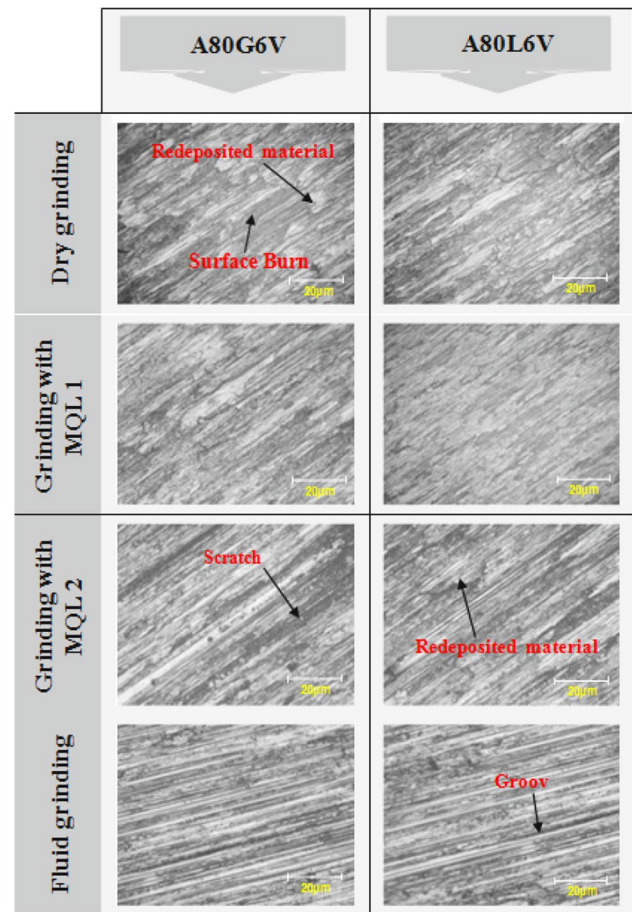 A80G6V
A80L6V
Dry grinding
Redeposited material
Surface Burn
20µm
20µm
Grinding with
MQL 1
20µm
20µm
Grinding with
MQL 2
Scratch
20µm
Redeposited material
20µm
Fluid grinding
20µm
Groov
20µm